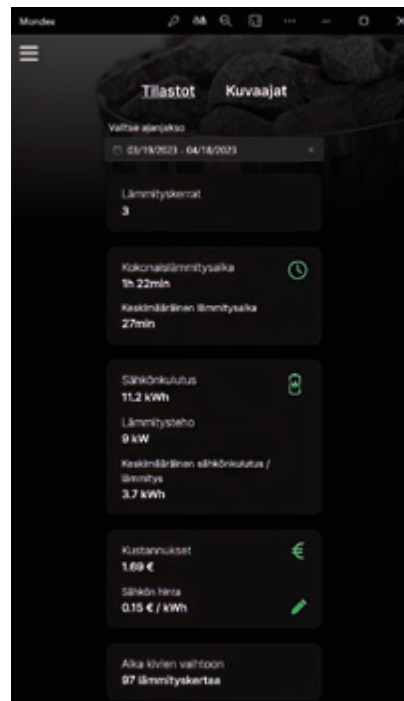 Mondex
Tilastot Kuvaajat
Valitse ajanjakso
03/19/2023 - 04/18/2023
Lämmityskerrat
3
Kokonaislämmitysaika
1h 22min
Keskimääräinen lämmitysaika
27min
Sähkönkulutus
11.2 kWh
Lämmitysteho
9 kW
Keskimääräinen sähkönkulutus /
lämmitys
3.7 kWh
Kustannukset
1.69 €
Sähkön hinta
0.15 € / kWh
Aika kivien vaihtoon
97 lämmityskertaa